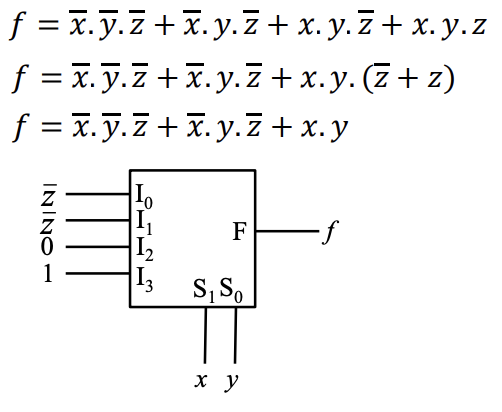 f = x̅.y̅.z̅ + x̅.y.z̅ + x.y.z̅ + x.y.z
f = x̅.y̅.z̅ + x̅.y.z̅ + x.y.(z̅ + z)
f = x̅.y̅.z̅ + x̅.y.z̅ + x.y
z̅ I₀
z̅ I₁
0 I₂
1 I₃
F f
S₁ S₀
x y